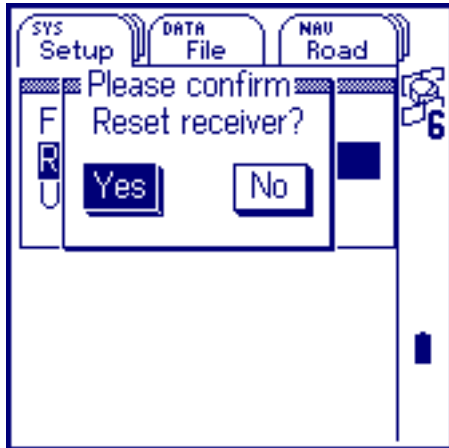 SYS DATA NAV
Setup File Road
Please confirm
F Reset receiver? 6
R
Yes No
U